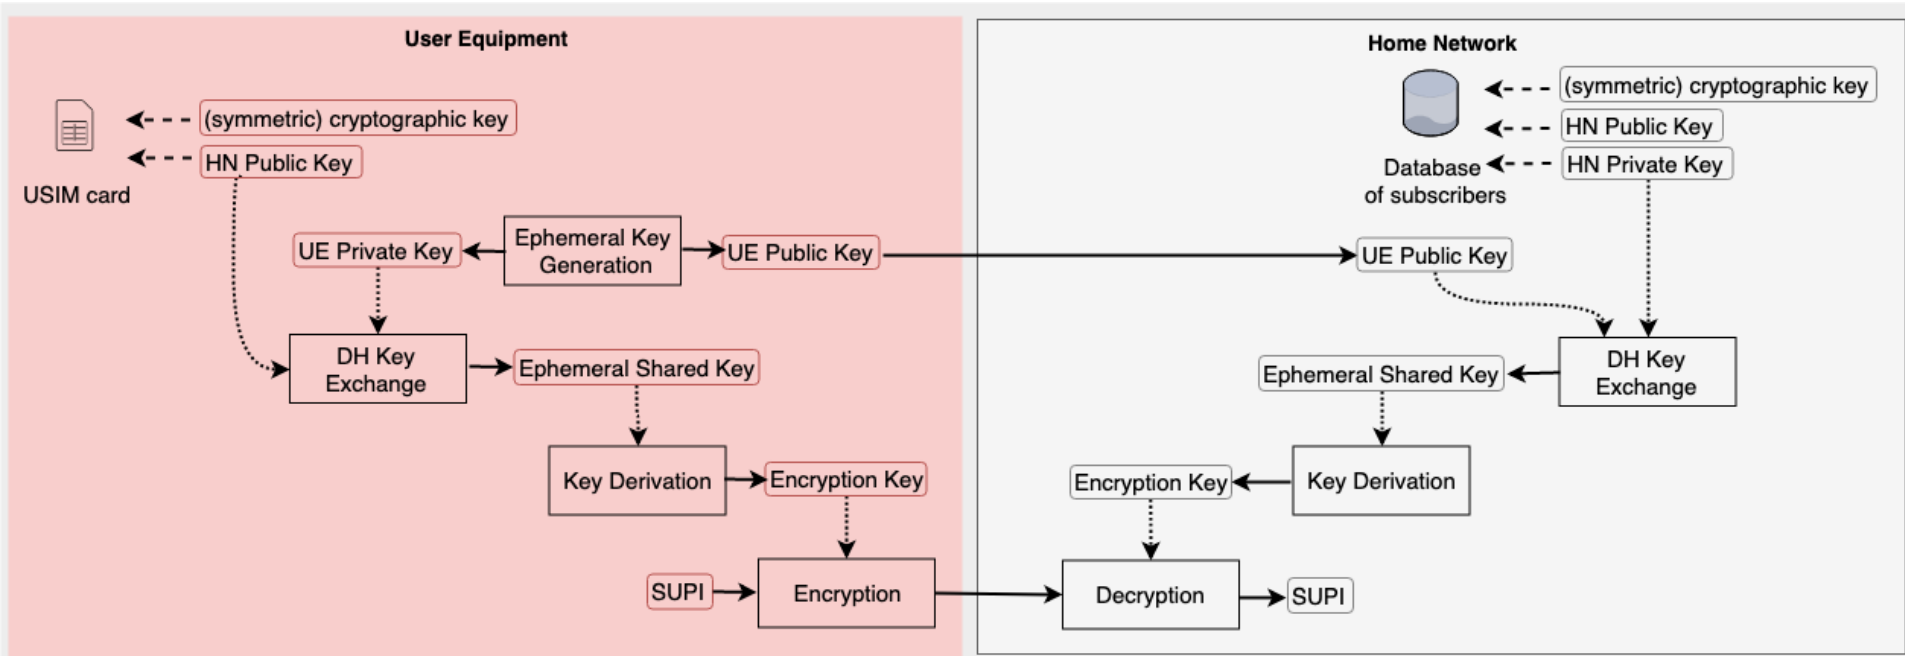 User Equipment
(symmetric) cryptographic key
HN Public Key
USIM card
UE Private Key
Ephemeral Key
Generation
UE Public Key
DH Key
Exchange
Ephemeral Shared Key
Key Derivation
Encryption Key
SUPI
Encryption
Home Network
(symmetric) cryptographic key
HN Public Key
HN Private Key
Database
of subscribers
UE Public Key
DH Key
Exchange
Ephemeral Shared Key
Key Derivation
Encryption Key
Decryption
SUPI